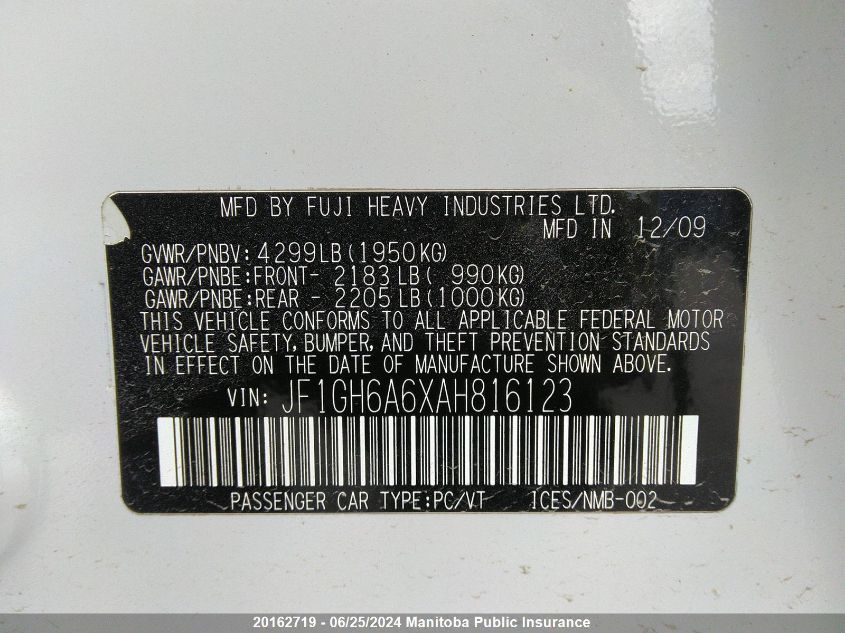 MFD BY FUJI HEAVY INDUSTRIES LTD.
MFD IN 12/09
GVWR/PNBV: 4299LB (1950KG)
GAWR/PNBE:FRONT- 2183 LB ( 990KG)
GAWR/PNBE:REAR - 2205 LB (1000KG)
THIS VEHICLE CONFORMS TO ALL APPLICABLE FEDERAL MOTOR
VEHICLE SAFETY, BUMPER, AND THEFT PREVENTION STANDARDS
IN EFFECT ON THE DATE OF MANUFACTURE SHOWN ABOVE.
VIN: JF1GH6A6XAH816123
PASSENGER CAR TYPE:PC/VT ICES/NMB-002
20162719 - 06/25/2024 Manitoba Public Insurance